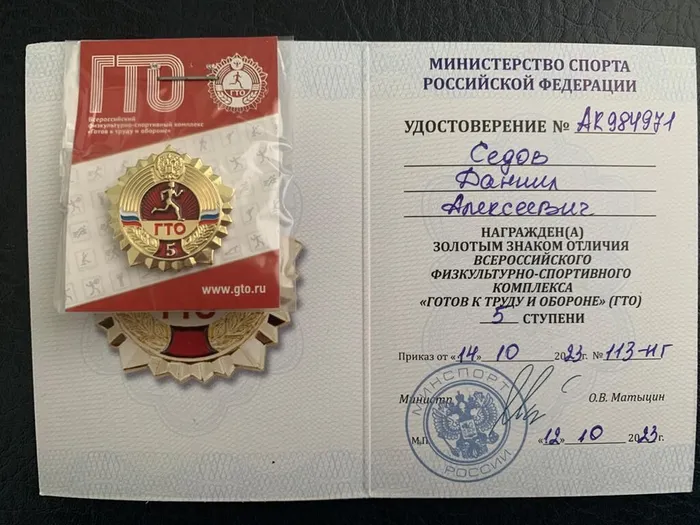 ГТО
Всероссийский
физкультурно-спортивный комплекс
«Готов к труду и обороне»
ГТО
ГТО
5
www.gto.ru
ГТО
МИНИСТЕРСТВО СПОРТА
РОССИЙСКОЙ ФЕДЕРАЦИИ
УДОСТОВЕРЕНИЕ № АК984971
Седов
Даниил
Алексеевич
НАГРАЖДЕН(А)
ЗОЛОТЫМ ЗНАКОМ ОТЛИЧИЯ
ВСЕРОССИЙСКОГО
ФИЗКУЛЬТУРНО-СПОРТИВНОГО
КОМПЛЕКСА
«ГОТОВ К ТРУДУ И ОБОРОНЕ» (ГТО)
5 СТУПЕНИ
Приказ от «14» 10 2023 г. № 113-нг
Министр О.В. Матыцин
МИНСПОРТ
РОССИИ
М.П. «12» 10 2023 г.